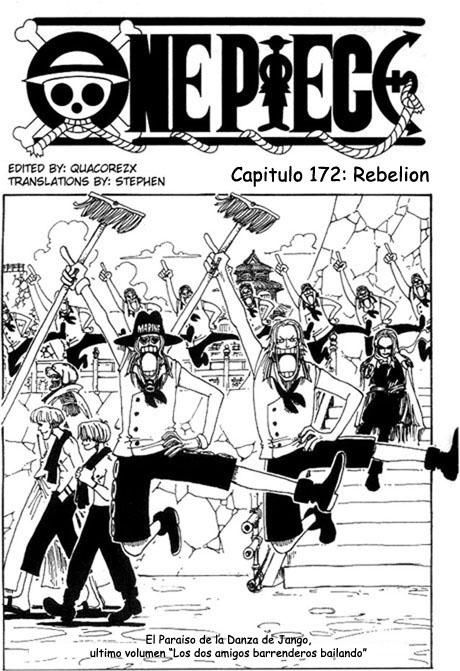 ONE PIECE
EDITED BY: QUACOREZX
TRANSLATIONS BY: STEPHEN
Capitulo 172: Rebelion
MARINE
El Paraiso de la Danza de Jango,
ultimo volumen “Los dos amigos barrenderos bailando”